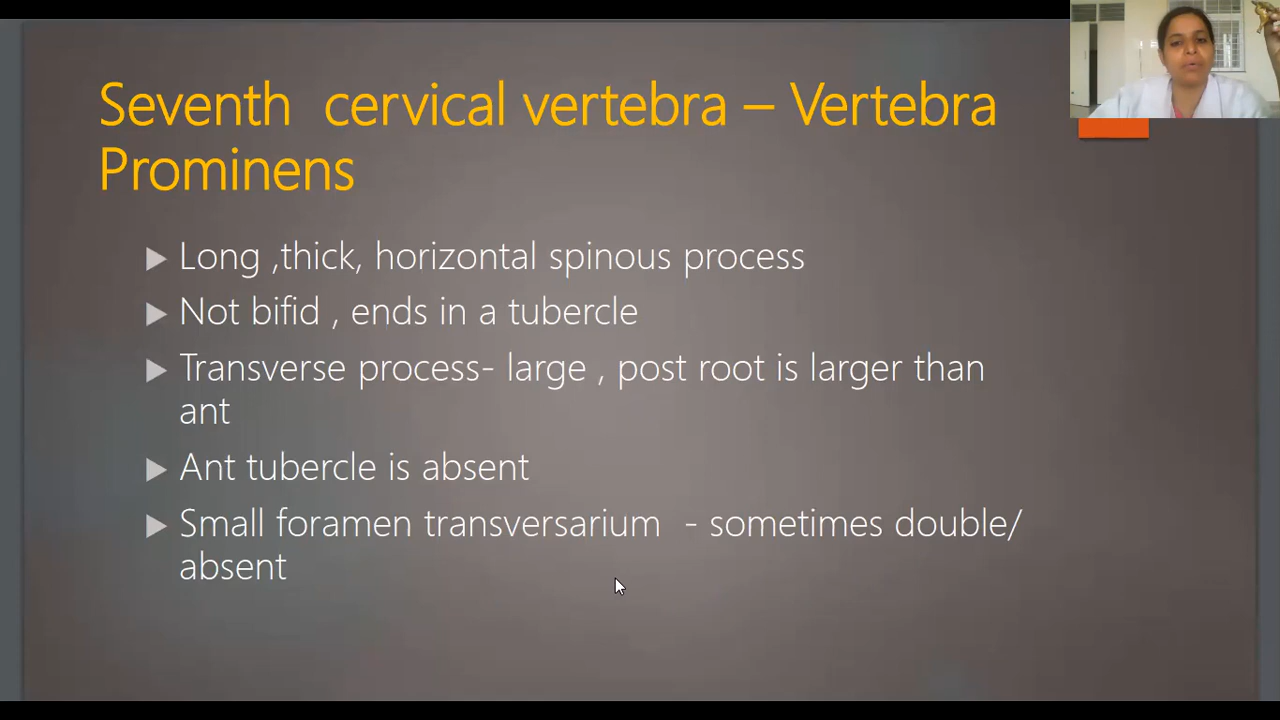 Seventh cervical vertebra – Vertebra
Prominens
Long ,thick, horizontal spinous process
Not bifid , ends in a tubercle
Transverse process- large , post root is larger than
ant
Ant tubercle is absent
Small foramen transversarium - sometimes double/
absent